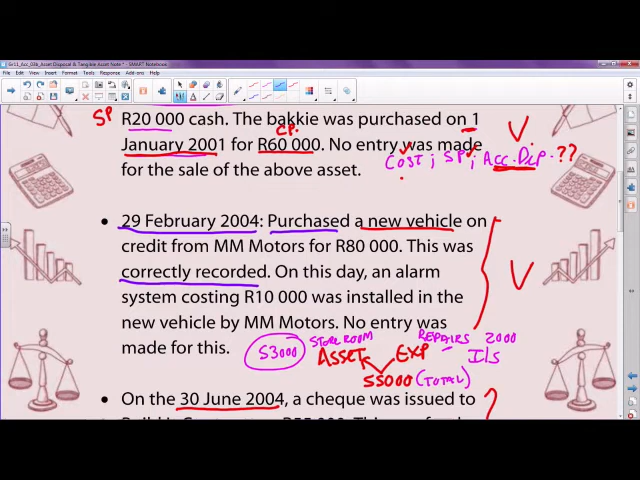 Gr11_Acc_D3b_Asset Disposal & Tangible Asset Note * - SMART Notebook
File Edit View Insert Format Tools Draw Response Add-ons Help
SP R20 000 cash. The bakkie was purchased on 1
CP
January 2001 for R60 000. No entry was made
COST ; SP ; ACC. DEP. ??
for the sale of the above asset.
V
• 29 February 2004: Purchased a new vehicle on
credit from MM Motors for R80 000. This was
correctly recorded. On this day, an alarm
system costing R10 000 was installed in the
new vehicle by MM Motors. No entry was
made for this.
V
STORE ROOM REPAIRS 2000
53000 ASSET EXP I/S
55000 (TOTAL)
• On the 30 June 2004, a cheque was issued to
?